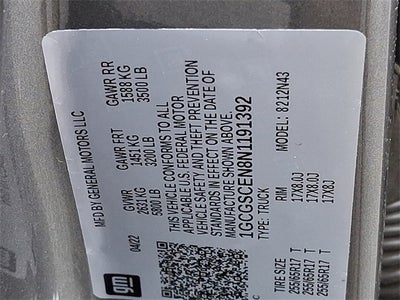 MFD BY GENERAL MOTORS LLC
04/22 GVWR GAWR FRT GAWR RR
2631 KG 1451 KG 1588 KG
5800 LB 3200 LB 3500 LB
THIS VEHICLE CONFORMS TO ALL
APPLICABLE U.S. FEDERAL MOTOR
VEHICLE SAFETY AND THEFT PREVENTION
STANDARDS IN EFFECT ON THE DATE OF
MANUFACTURE SHOWN ABOVE.
1GCGSCEN8N1191392
TYPE: TRUCK MODEL: 8212N43
TIRE SIZE RIM
255/65R17 T 17X8.0J
255/65R17 T 17X8.0J
255/65R17 T 17X8J
gm